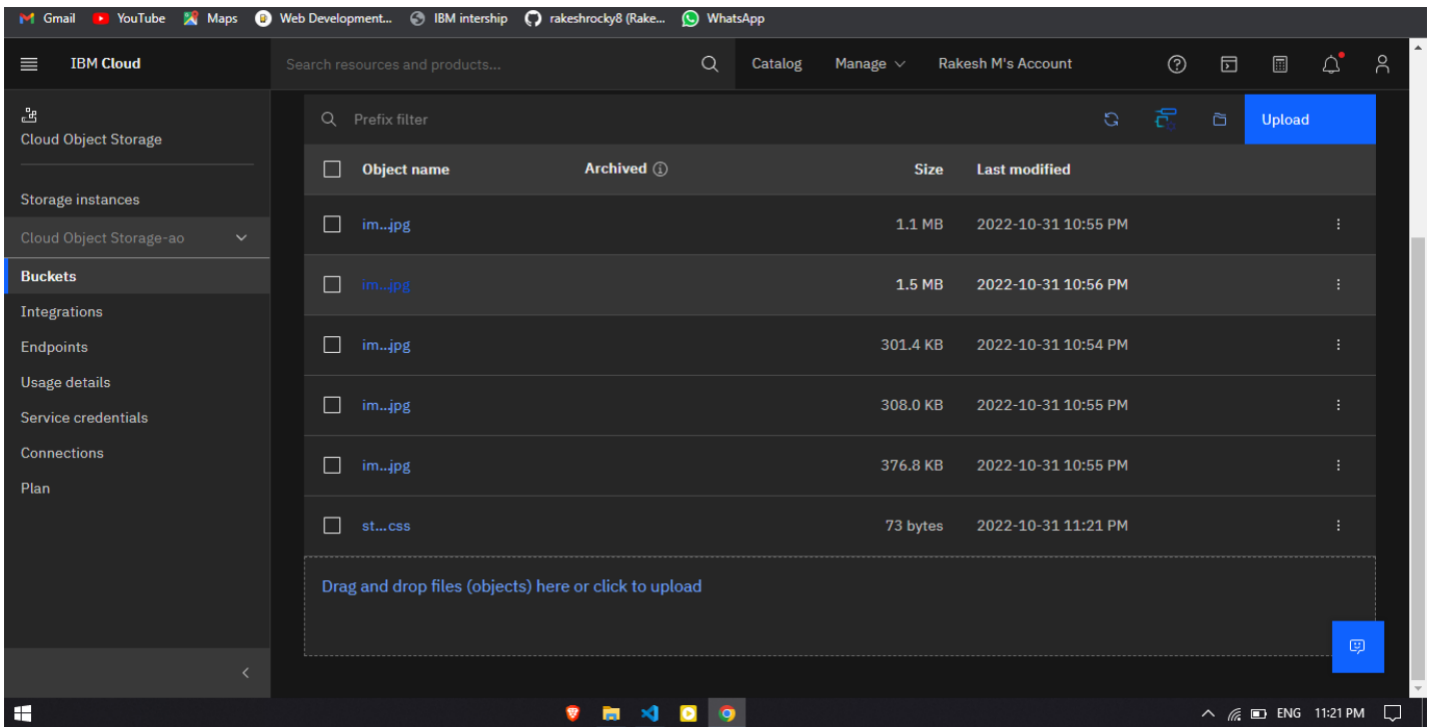 Gmail YouTube Maps Web Development... IBM intership rakeshrocky8 (Rake... WhatsApp
IBM Cloud Search resources and products... Catalog Manage Rakesh M's Account
Cloud Object Storage
Storage instances
Cloud Object Storage-ao
Buckets
Integrations
Endpoints
Usage details
Service credentials
Connections
Plan
Prefix filter Upload
Object name Archived Size Last modified
im...jpg 1.1 MB 2022-10-31 10:55 PM
im...jpg 1.5 MB 2022-10-31 10:56 PM
im...jpg 301.4 KB 2022-10-31 10:54 PM
im...jpg 308.0 KB 2022-10-31 10:55 PM
im...jpg 376.8 KB 2022-10-31 10:55 PM
st...css 73 bytes 2022-10-31 11:21 PM
Drag and drop files (objects) here or click to upload
ENG 11:21 PM